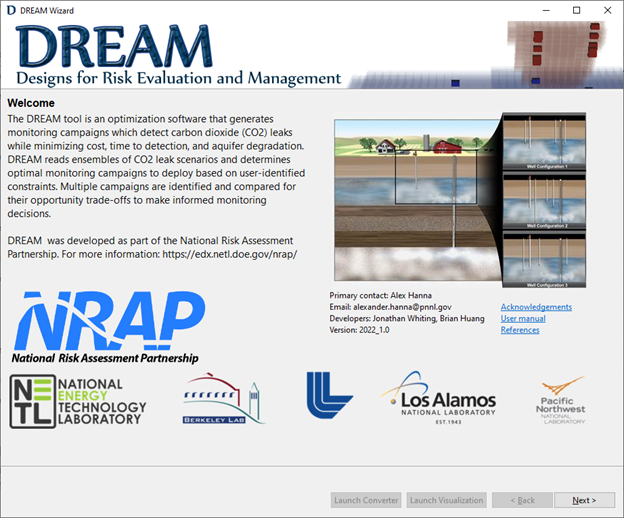 DREAM Wizard
DREAM
Designs for Risk Evaluation and Management
Welcome
The DREAM tool is an optimization software that generates
monitoring campaigns which detect carbon dioxide (CO2) leaks
while minimizing cost, time to detection, and aquifer degradation.
DREAM reads ensembles of CO2 leak scenarios and determines
optimal monitoring campaigns to deploy based on user-identified
constraints. Multiple campaigns are identified and compared for
their opportunity trade-offs to make informed monitoring
decisions.
DREAM  was developed as part of the National Risk Assessment
Partnership. For more information: https://edx.netl.doe.gov/nrap/
Well Configuration 1
Well Configuration 2
Well Configuration 3
Primary contact: Alex Hanna
Email: alexander.hanna@pnnl.gov
Developers: Jonathan Whiting, Brian Huang
Version: 2022_1.0
Acknowledgements
User manual
References
NRAP
National Risk Assessment Partnership
NETL
NATIONAL
ENERGY
TECHNOLOGY
LABORATORY
BERKELEY LAB
Los Alamos
NATIONAL LABORATORY
EST.1943
Pacific
Northwest
NATIONAL
LABORATORY
Launch Converter
Launch Visualization
< Back
Next >